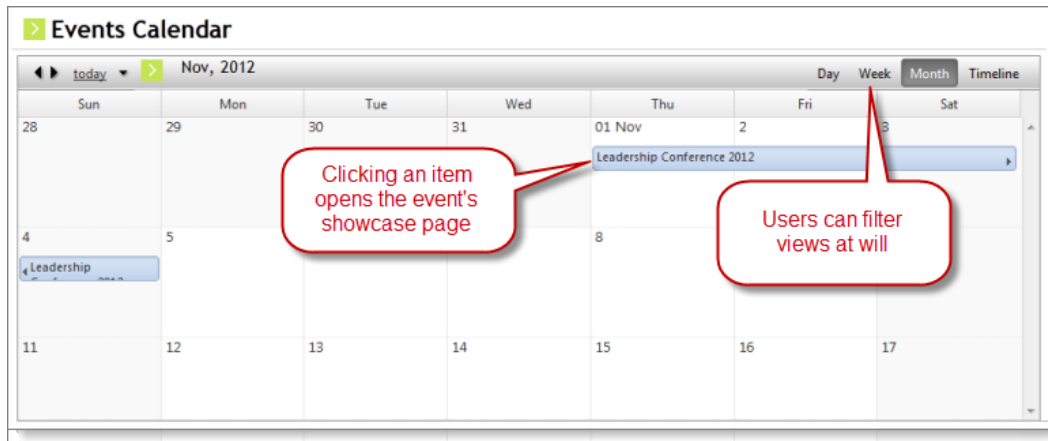 Events Calendar
today Nov, 2012 Day Week Month Timeline
Sun Mon Tue Wed Thu Fri Sat
28 29 30 31 01 Nov 2 3
Leadership Conference 2012
Clicking an item
opens the event's
showcase page
Users can filter
views at will
4 5 8
Leadership
11 12 13 14 15 16 17